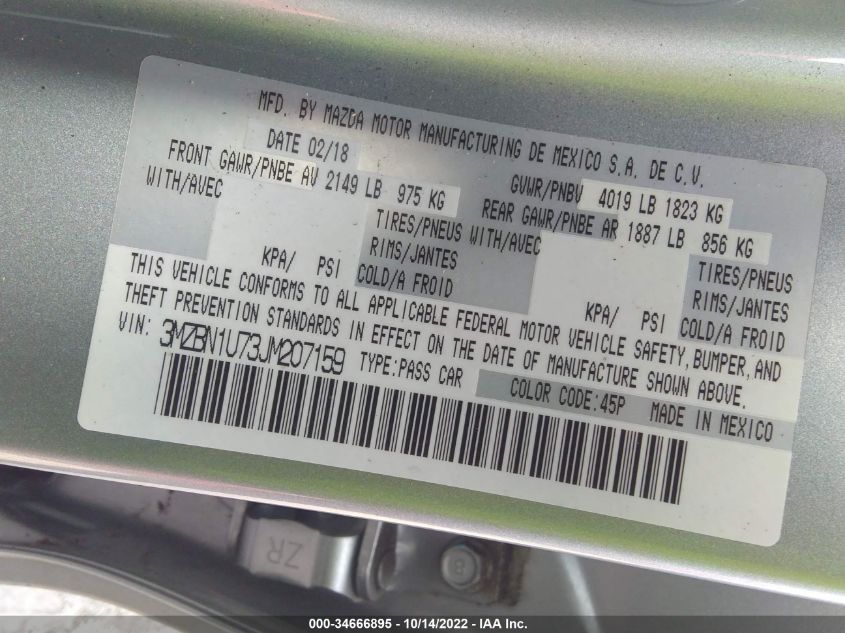 MFD. BY MAZDA MOTOR MANUFACTURING DE MEXICO S.A. DE C.V.
DATE 02/18
GVWR/PNBV 4019 LB 1823 KG
FRONT GAWR/PNBE AV 2149 LB 975 KG
REAR GAWR/PNBE AR 1887 LB 856 KG
WITH/AVEC
TIRES/PNEUS
WITH/AVEC
TIRES/PNEUS
RIMS/JANTES
RIMS/JANTES
KPA/ PSI COLD/A FROID
KPA/ PSI COLD/A FROID
THIS VEHICLE CONFORMS TO ALL APPLICABLE FEDERAL MOTOR VEHICLE SAFETY, BUMPER, AND
THEFT PREVENTION STANDARDS IN EFFECT ON THE DATE OF MANUFACTURE SHOWN ABOVE.
VIN: 3MZBN1U73JM207159 TYPE:PASS CAR
COLOR CODE:45P MADE IN MEXICO
ZR
8
000-34666895 - 10/14/2022 - IAA Inc.